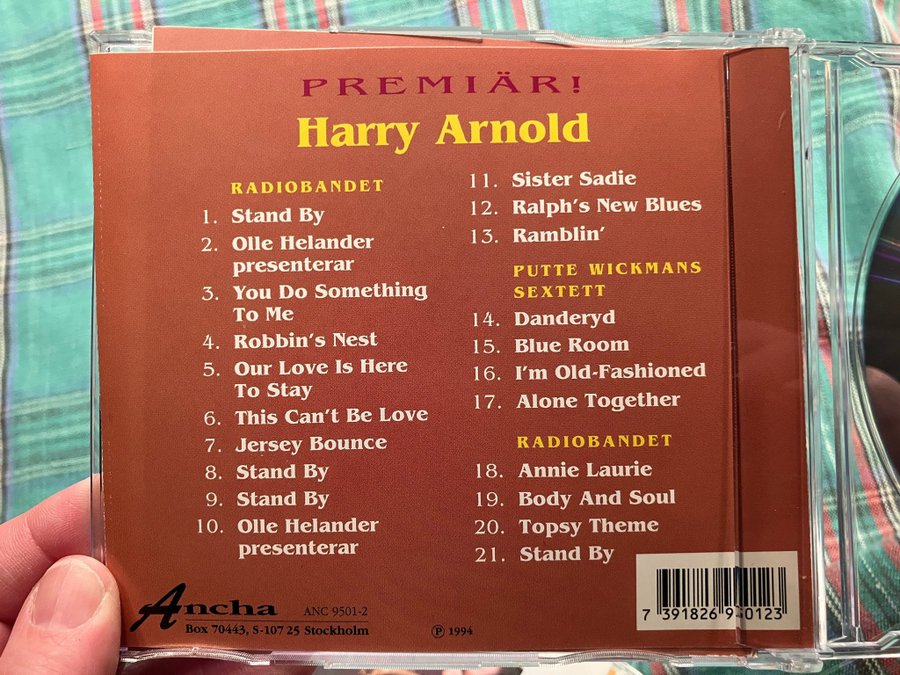 PREMIÄR!
Harry Arnold
RADIOBANDET
1. Stand By
2. Olle Helander
presenterar
3. You Do Something
To Me
4. Robbin's Nest
5. Our Love Is Here
To Stay
6. This Can't Be Love
7. Jersey Bounce
8. Stand By
9. Stand By
10. Olle Helander
presenterar
11. Sister Sadie
12. Ralph's New Blues
13. Ramblin'
PUTTE WICKMANS
SEXTETT
14. Danderyd
15. Blue Room
16. I'm Old-Fashioned
17. Alone Together
RADIOBANDET
18. Annie Laurie
19. Body And Soul
20. Topsy Theme
21. Stand By
Ancha ANC 9501-2
Box 70443, S-107 25 Stockholm
℗ 1994
7 391826 940123